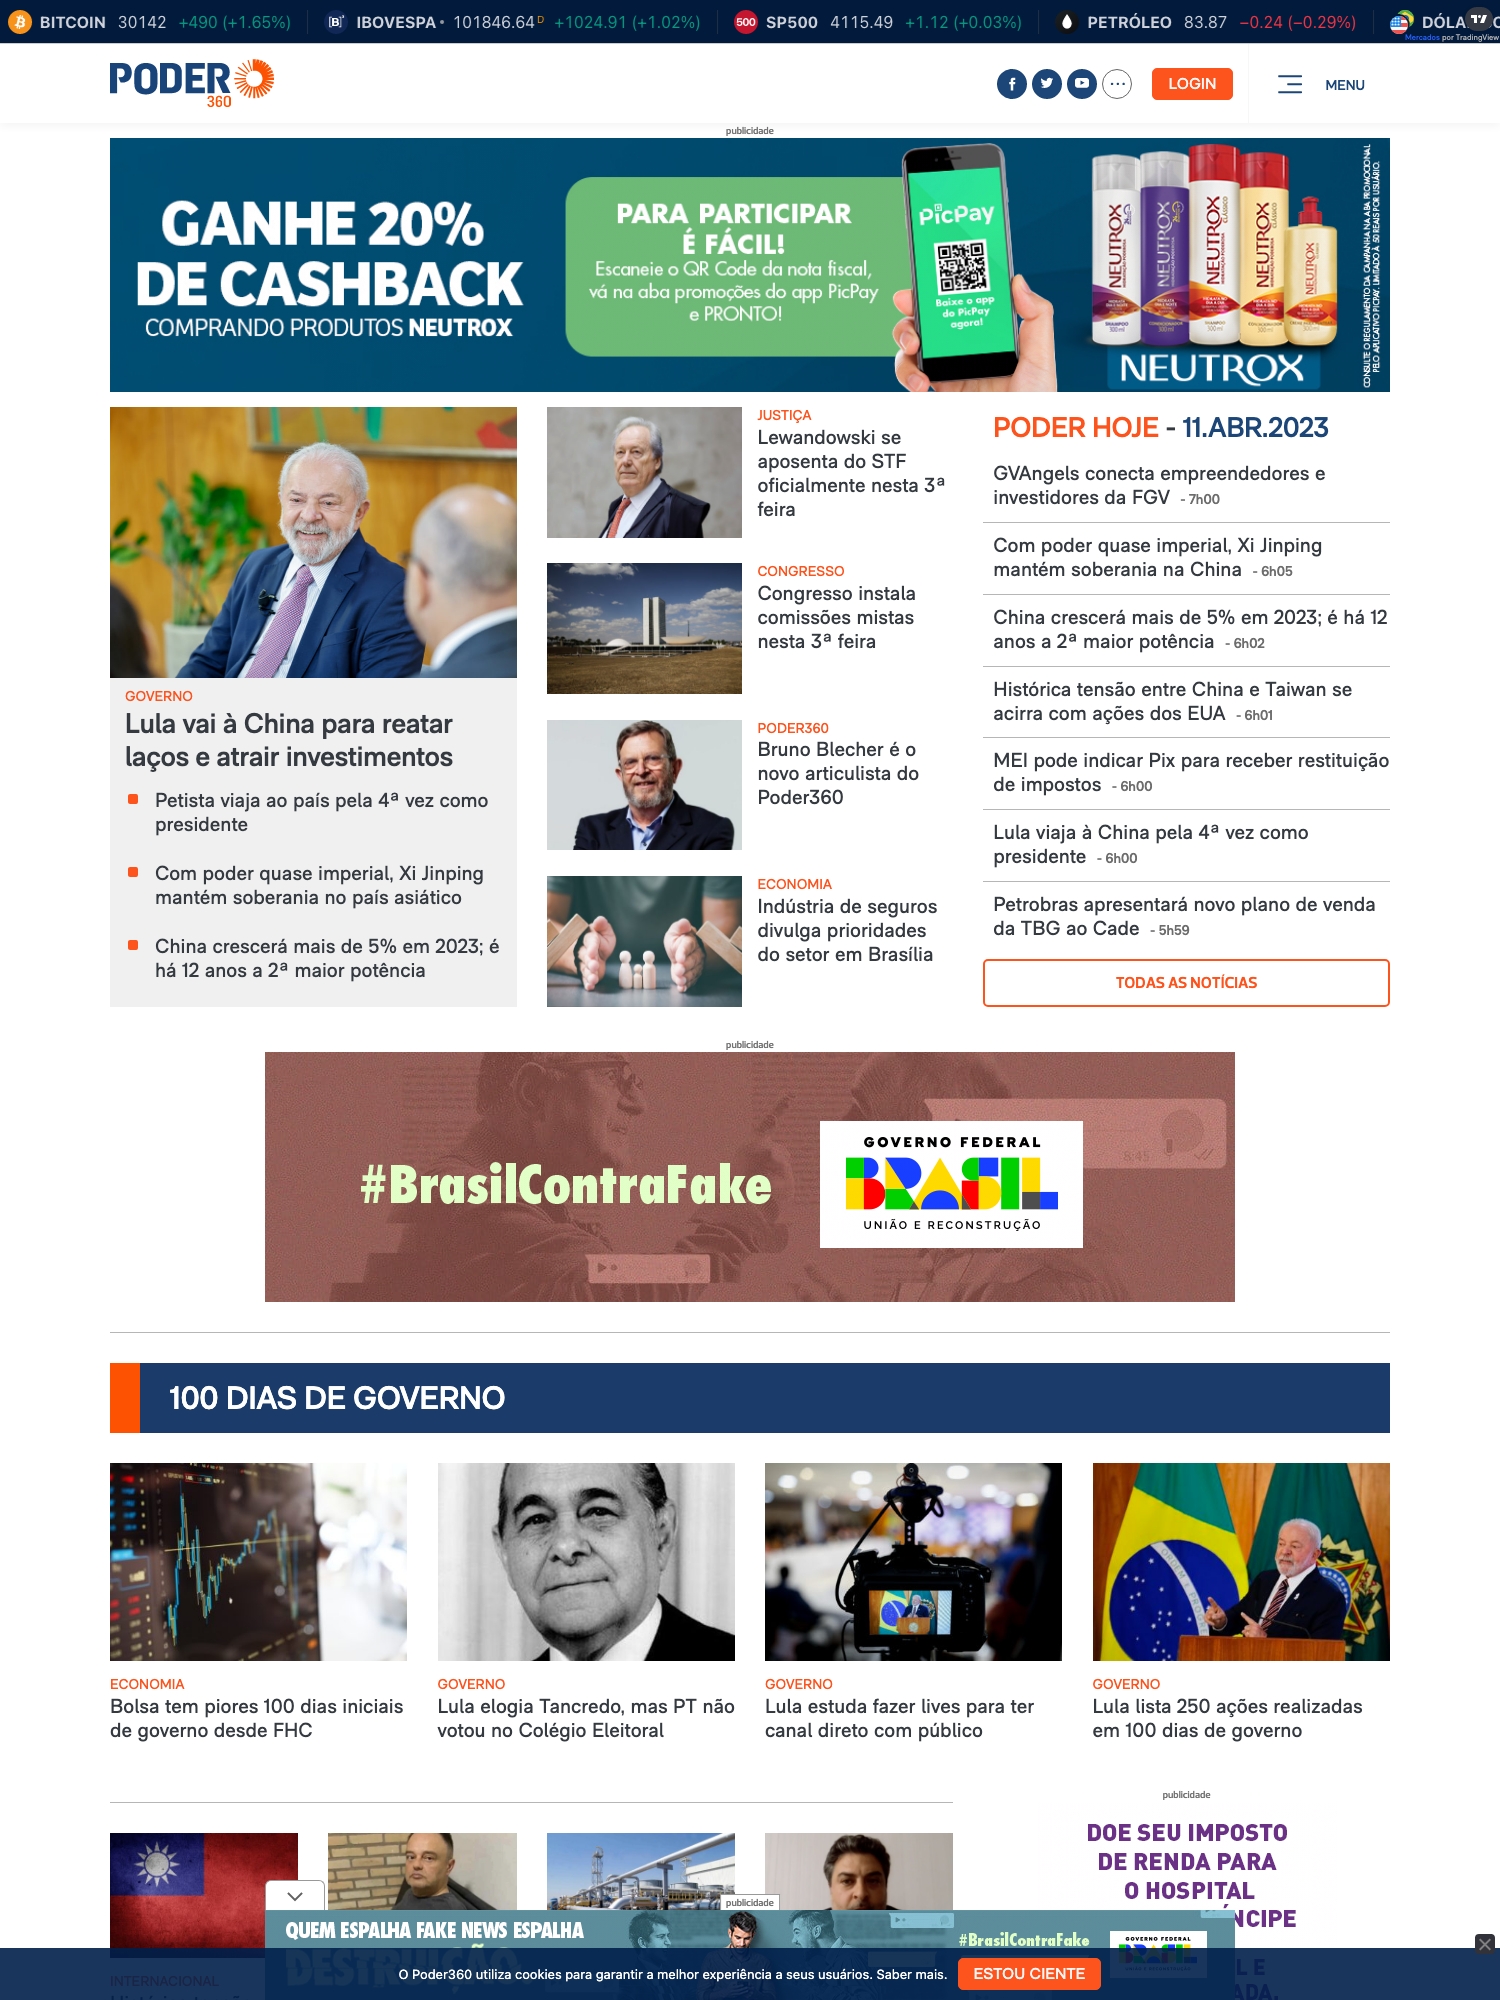 BITCOIN 30142 +490 (+1.65%)
IBOVESPA 101846.64 D +1024.91 (+1.02%)
500 SP500 4115.49 +1.12 (+0.03%)
PETRÓLEO 83.87 −0.24 (−0.29%)
Mercados por TradingView
PODER
360
LOGIN
MENU
publicidade
GANHE 20%
DE CASHBACK
COMPRANDO PRODUTOS NEUTROX
PARA PARTICIPAR
É FÁCIL!
Escaneie o QR Code da nota fiscal,
vá na aba promoções do app PicPay
e PRONTO!
PicPay
Baixe o app
do PicPay
agora!
NEUTROX
NEUTROX
NEUTROX
NEUTROX
NEUTROX
NEUTROX
CONSULTE O REGULAMENTO DA CAMPANHA NA ABA PROMOCIONAL
PELO APLICATIVO PICPAY. LIMITADO A 50 REAIS POR USUÁRIO.
GOVERNO
Lula vai à China para reatar
laços e atrair investimentos
Petista viaja ao país pela 4ª vez como
presidente
Com poder quase imperial, Xi Jinping
mantém soberania no país asiático
China crescerá mais de 5% em 2023; é
há 12 anos a 2ª maior potência
JUSTIÇA
Lewandowski se
aposenta do STF
oficialmente nesta 3ª
feira
CONGRESSO
Congresso instala
comissões mistas
nesta 3ª feira
PODER360
Bruno Blecher é o
novo articulista do
Poder360
ECONOMIA
Indústria de seguros
divulga prioridades
do setor em Brasília
PODER HOJE - 11.ABR.2023
GVAngels conecta empreendedores e
investidores da FGV - 7h00
Com poder quase imperial, Xi Jinping
mantém soberania na China - 6h05
China crescerá mais de 5% em 2023; é há 12
anos a 2ª maior potência - 6h02
Histórica tensão entre China e Taiwan se
acirra com ações dos EUA - 6h01
MEI pode indicar Pix para receber restituição
de impostos - 6h00
Lula viaja à China pela 4ª vez como
presidente - 6h00
Petrobras apresentará novo plano de venda
da TBG ao Cade - 5h59
TODAS AS NOTÍCIAS
publicidade
#BrasilContraFake
8:45
GOVERNO FEDERAL
BRASIL
UNIÃO E RECONSTRUÇÃO
100 DIAS DE GOVERNO
ECONOMIA
Bolsa tem piores 100 dias iniciais
de governo desde FHC
GOVERNO
Lula elogia Tancredo, mas PT não
votou no Colégio Eleitoral
GOVERNO
Lula estuda fazer lives para ter
canal direto com público
GOVERNO
Lula lista 250 ações realizadas
em 100 dias de governo
publicidade
DOE SEU IMPOSTO
DE RENDA PARA
O HOSPITAL
publicidade
QUEM ESPALHA FAKE NEWS ESPALHA
#BrasilContraFake
GOVERNO FEDERAL
BRASIL
INTERNACIONAL
O Poder360 utiliza cookies para garantir a melhor experiência a seus usuários. Saber mais.
ESTOU CIENTE